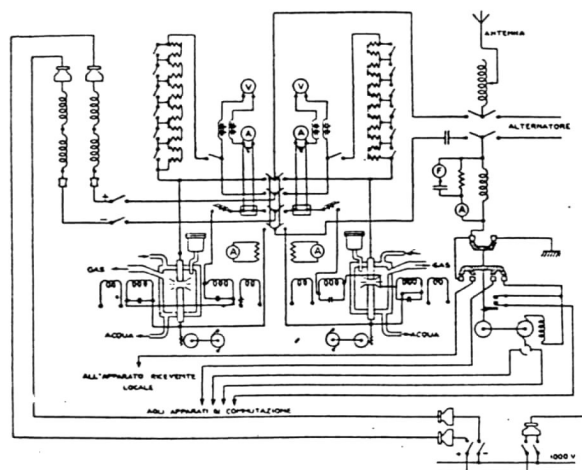 ANTENNA
ALTERNATORE
V
V
A
A
F
A
+
−
A
A
GAS
GAS
ACQUA
ACQUA
ALL'APPARATO RICEVENTE
LOCALE
AGLI APPARATI DI COMMUTAZIONE
+
−
1000 V